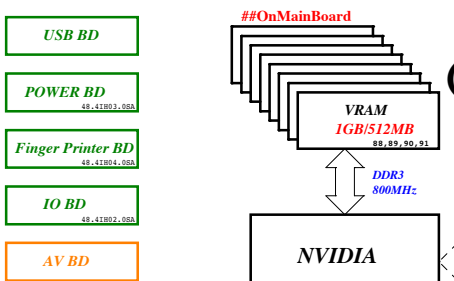 USB BD
POWER BD
48.4IH03.0SA
Finger Printer BD
48.4IH04.0SA
IO BD
48.4IH02.0SA
AV BD
##OnMainBoard
VRAM
1GB/512MB
88,89,90,91
DDR3
800MHz
NVIDIA